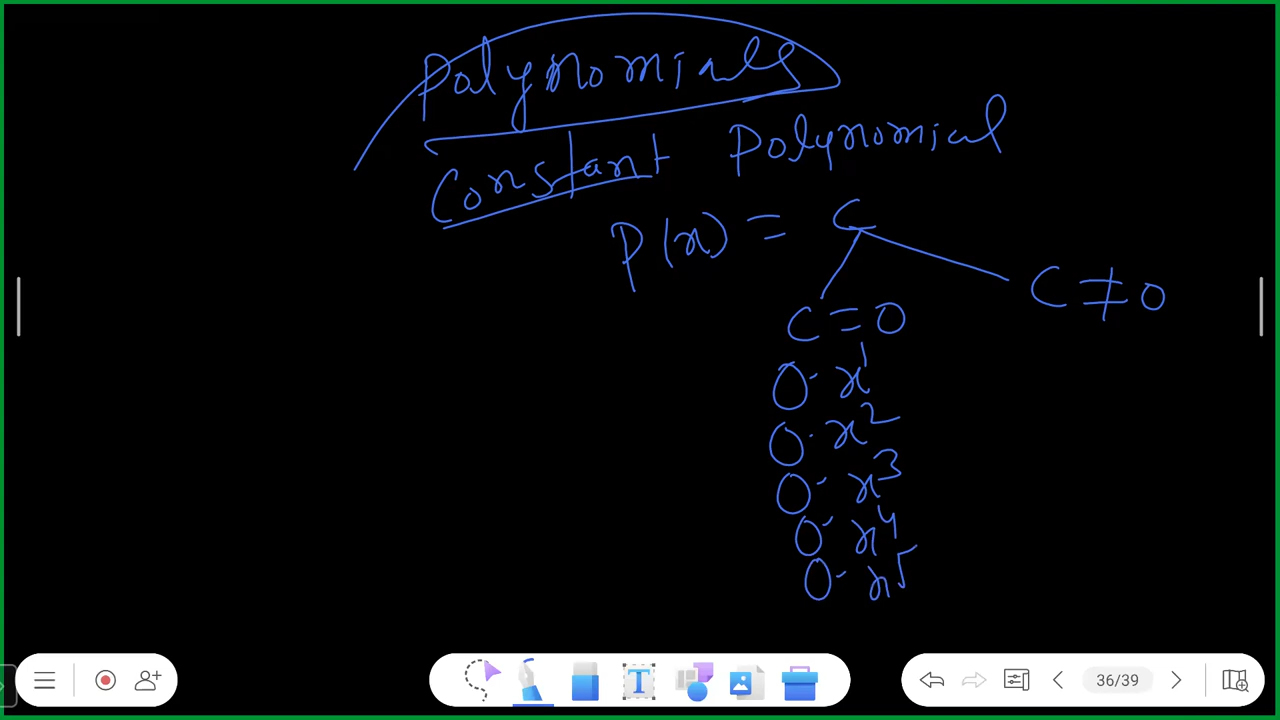 Polynomials
Constant Polynomial
P(x) = C
C = 0
C ≠ 0
0· x¹
0· x²
0· x³
0· x⁴
0· x⁵
T
36/39